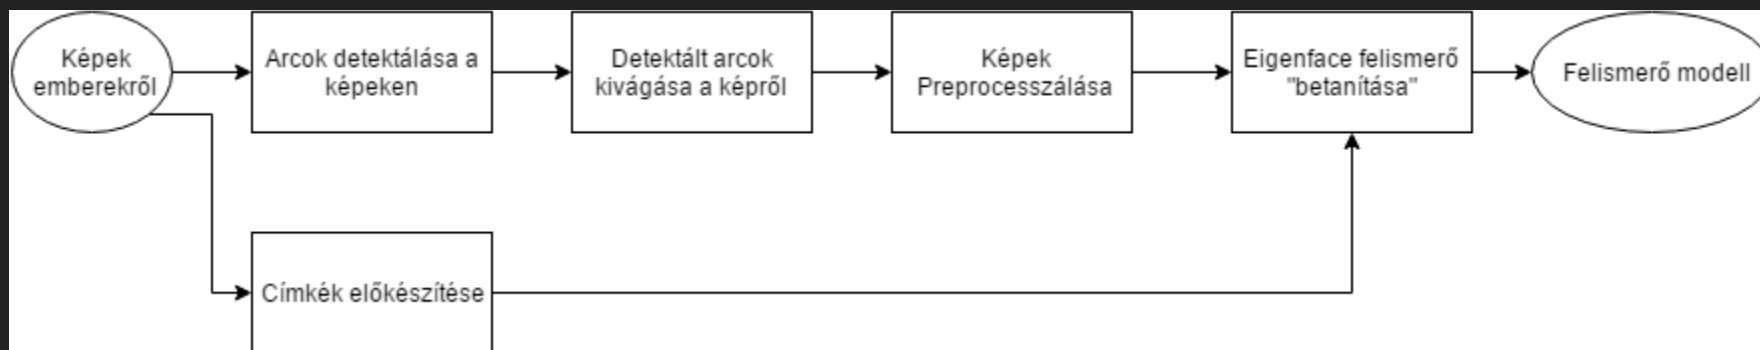 Képek
emberekről
Arcok detektálása a
képeken
Detektált arcok
kivágása a képről
Képek
Preprocesszálása
Eigenface felismerő
"betanítása"
Felismerő modell
Címkék előkészítése